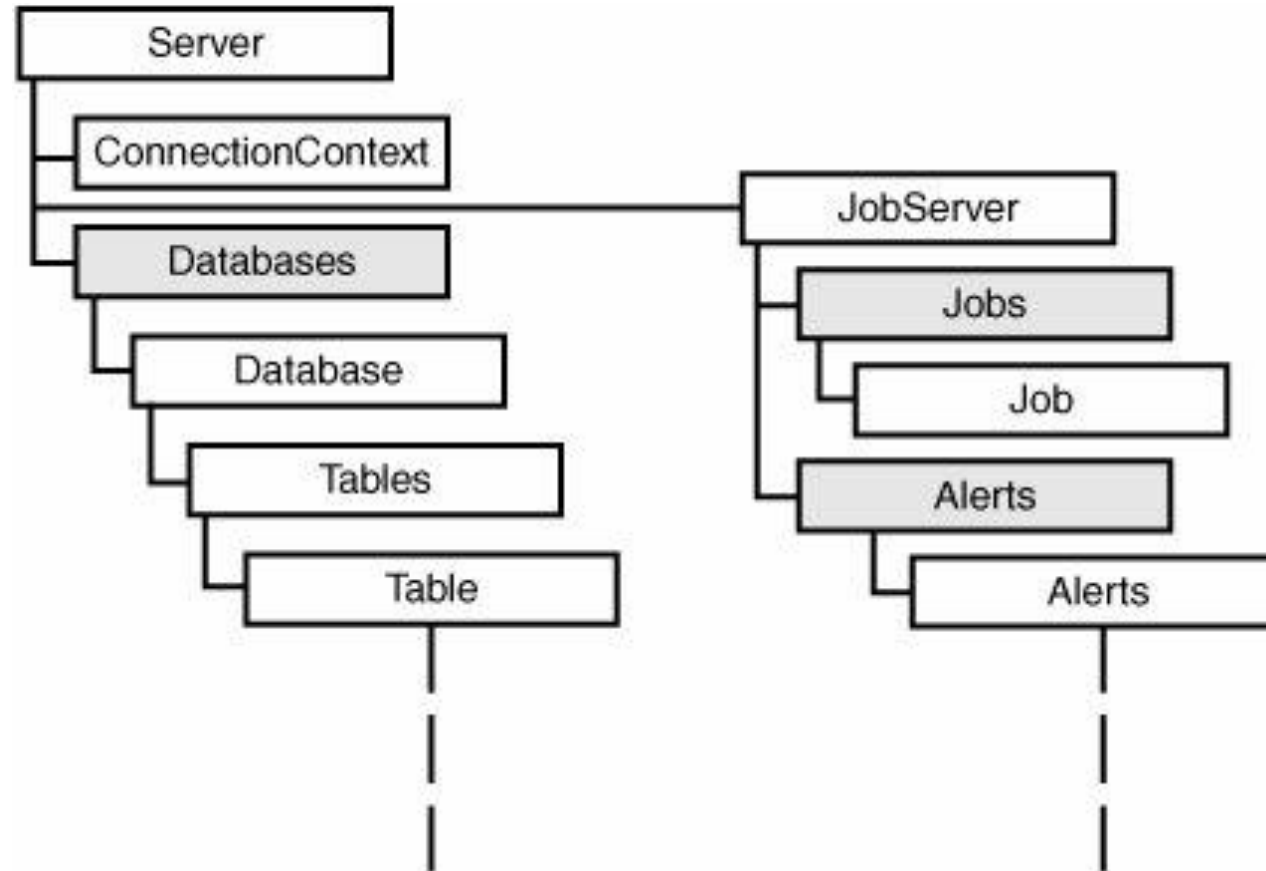 Server
ConnectionContext
Databases
Database
Tables
Table
JobServer
Jobs
Job
Alerts
Alerts